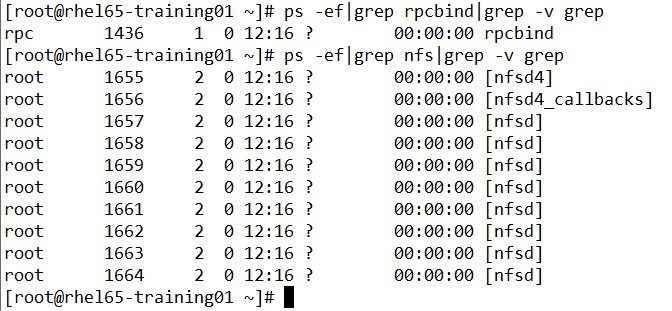 [root@rhel65-training01 ~]# ps -ef|grep rpcbind|grep -v grep
rpc       1436     1  0 12:16 ?        00:00:00 rpcbind
[root@rhel65-training01 ~]# ps -ef|grep nfs|grep -v grep
root      1655     2  0 12:16 ?        00:00:00 [nfsd4]
root      1656     2  0 12:16 ?        00:00:00 [nfsd4_callbacks]
root      1657     2  0 12:16 ?        00:00:00 [nfsd]
root      1658     2  0 12:16 ?        00:00:00 [nfsd]
root      1659     2  0 12:16 ?        00:00:00 [nfsd]
root      1660     2  0 12:16 ?        00:00:00 [nfsd]
root      1661     2  0 12:16 ?        00:00:00 [nfsd]
root      1662     2  0 12:16 ?        00:00:00 [nfsd]
root      1663     2  0 12:16 ?        00:00:00 [nfsd]
root      1664     2  0 12:16 ?        00:00:00 [nfsd]
[root@rhel65-training01 ~]#